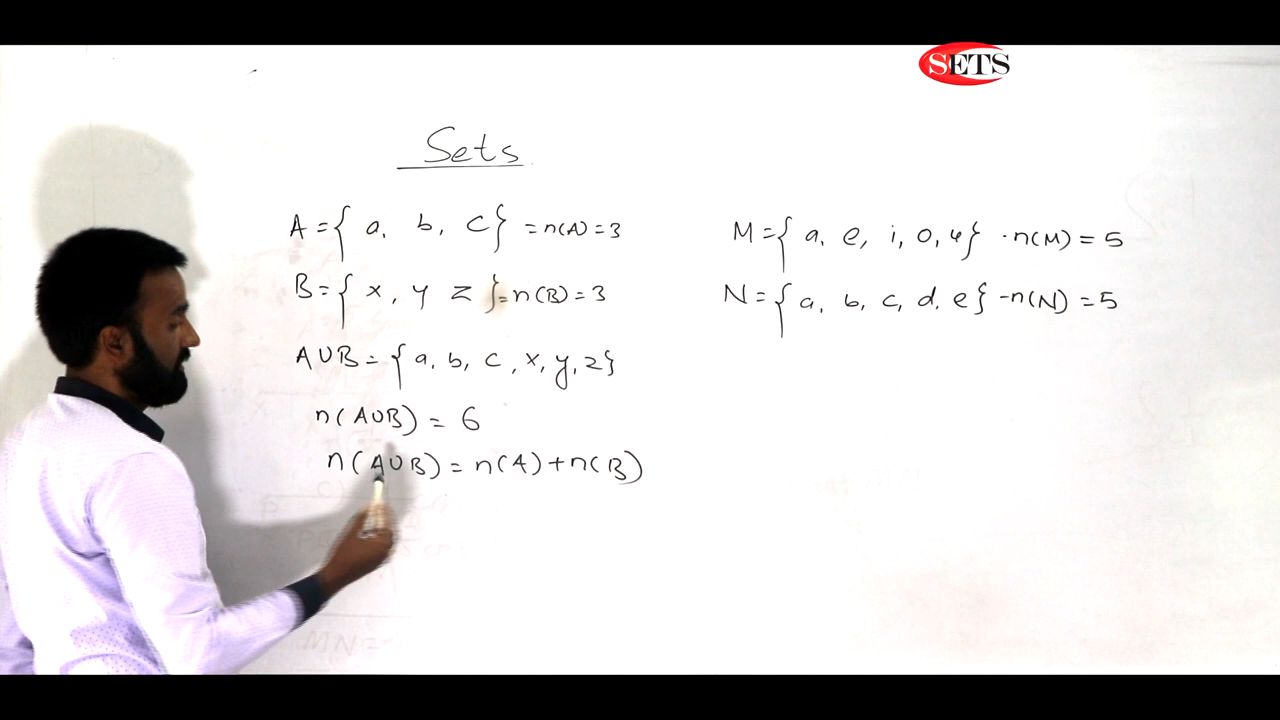 SETS
Sets
A = { a, b, c } = n(A) = 3
B = { x, y z } = n(B) = 3
A∪B = { a, b, c, x, y, z }
n(A∪B) = 6
n(A∪B) = n(A) + n(B)
M = { a, e, i, o, u } · n(M) = 5
N = { a, b, c, d, e } - n(N) = 5